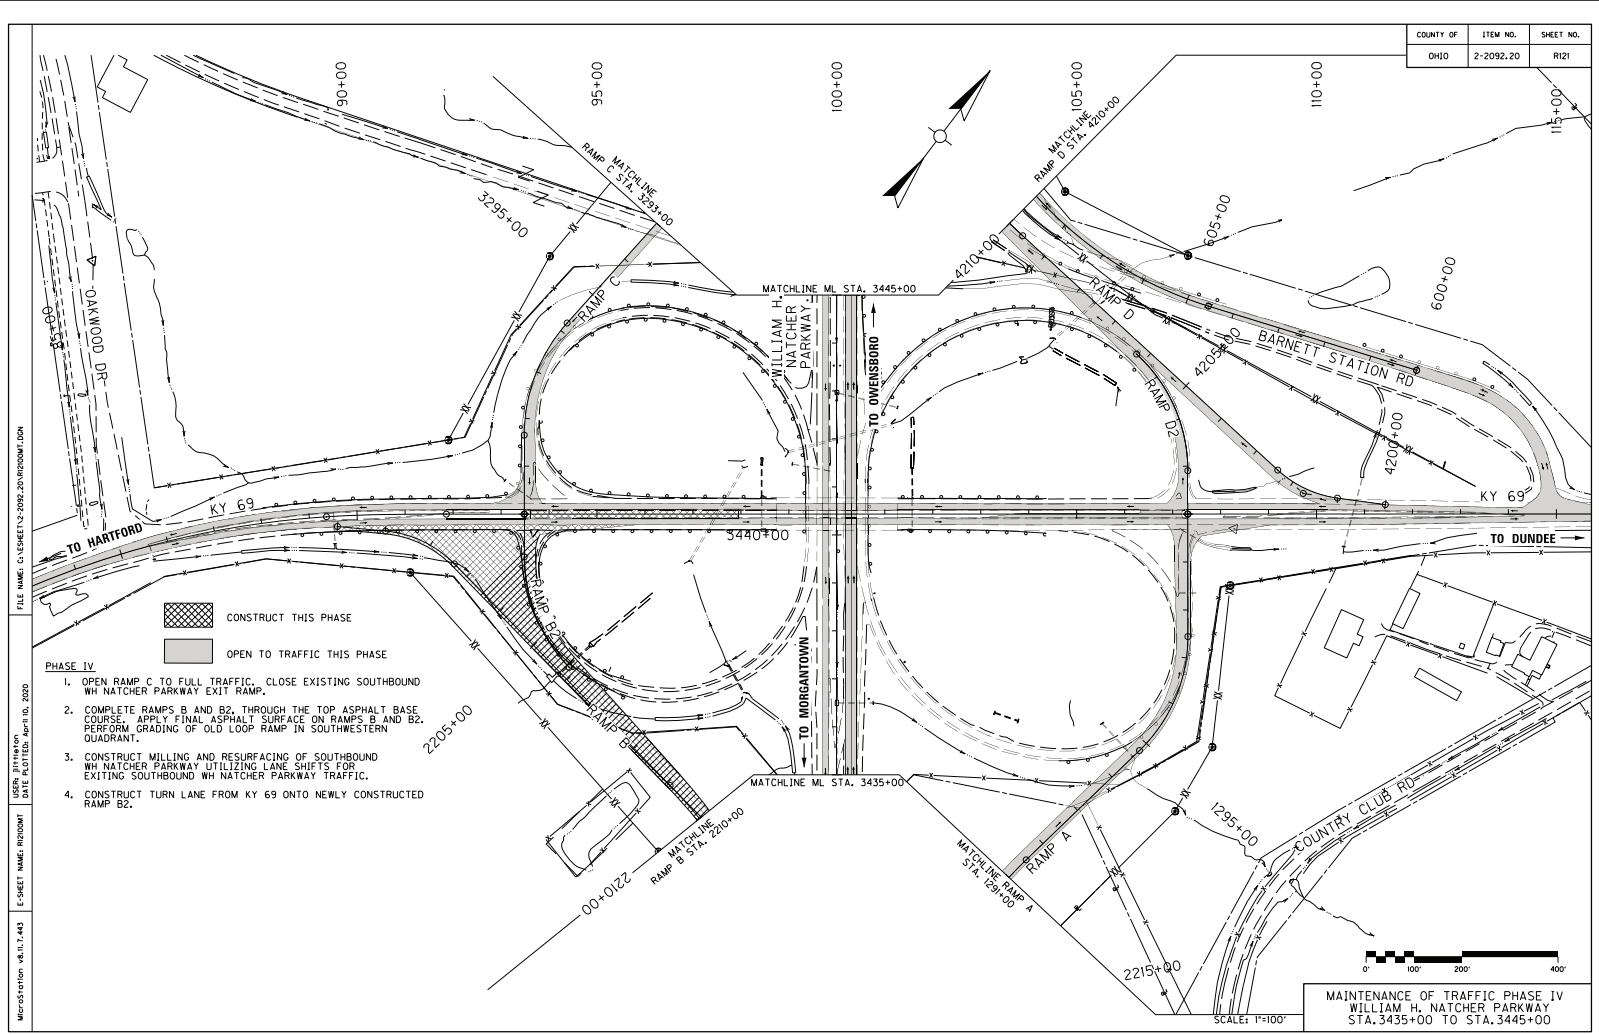 COUNTY OF
ITEM NO.
SHEET NO.
OHIO
2-2092.20
R121
90+00
95+00
100+00
105+00
110+00
115+00
MATCHLINE
RAMP C STA. 3293+00
MATCHLINE
RAMP D STA. 4210+00
3295+00
605+00
600+00
4210+00
MATCHLINE ML STA. 3445+00
RAMP C
RAMP D
WILLIAM H.
NATCHER
PARKWAY.
TO OWENSBORO
OAKWOOD DR
BARNETT STATION RD
4205+00
RAMP D2
4200+00
KY 69
KY 69
TO HARTFORD
3440+00
TO DUNDEE
RAMP B2
CONSTRUCT THIS PHASE
OPEN TO TRAFFIC THIS PHASE
PHASE IV
1. OPEN RAMP C TO FULL TRAFFIC. CLOSE EXISTING SOUTHBOUND
WH NATCHER PARKWAY EXIT RAMP.
2. COMPLETE RAMPS B AND B2, THROUGH THE TOP ASPHALT BASE
COURSE. APPLY FINAL ASPHALT SURFACE ON RAMPS B AND B2.
PERFORM GRADING OF OLD LOOP RAMP IN SOUTHWESTERN
QUADRANT.
3. CONSTRUCT MILLING AND RESURFACING OF SOUTHBOUND
WH NATCHER PARKWAY UTILIZING LANE SHIFTS FOR
EXITING SOUTHBOUND WH NATCHER PARKWAY TRAFFIC.
4. CONSTRUCT TURN LANE FROM KY 69 ONTO NEWLY CONSTRUCTED
RAMP B2.
2205+00
RAMP B
TO MORGANTOWN
MATCHLINE ML STA. 3435+00
MATCHLINE
RAMP B STA. 2210+00
2210+00
MATCHLINE RAMP A
STA. 1291+00
RAMP A
1295+00
COUNTRY CLUB RD
2215+00
0'
100'
200'
400'
SCALE: 1"=100'
MAINTENANCE OF TRAFFIC PHASE IV
WILLIAM H. NATCHER PARKWAY
STA.3435+00 TO STA.3445+00
FILE NAME: C:\ESHEET\2-2092.20\R12100MT.DGN
USER: jlittleton
DATE PLOTTED: April 10, 2020
E-SHEET NAME: R12100MT
MicroStation v8.11.7.443